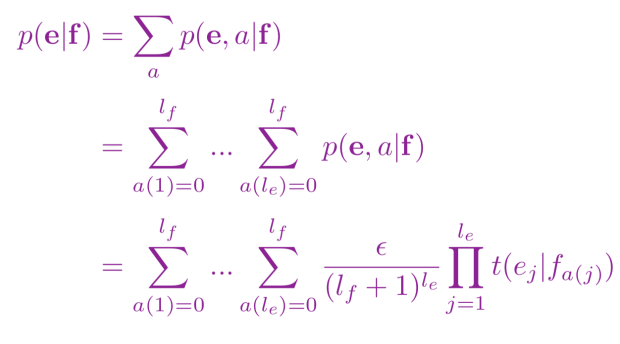 p(e|f) = ∑_a p(e, a|f)
= ∑_{a(1)=0}^{l_f} ... ∑_{a(l_e)=0}^{l_f} p(e, a|f)
= ∑_{a(1)=0}^{l_f} ... ∑_{a(l_e)=0}^{l_f} ϵ/(l_f + 1)^{l_e} ∏_{j=1}^{l_e} t(e_j|f_{a(j)})